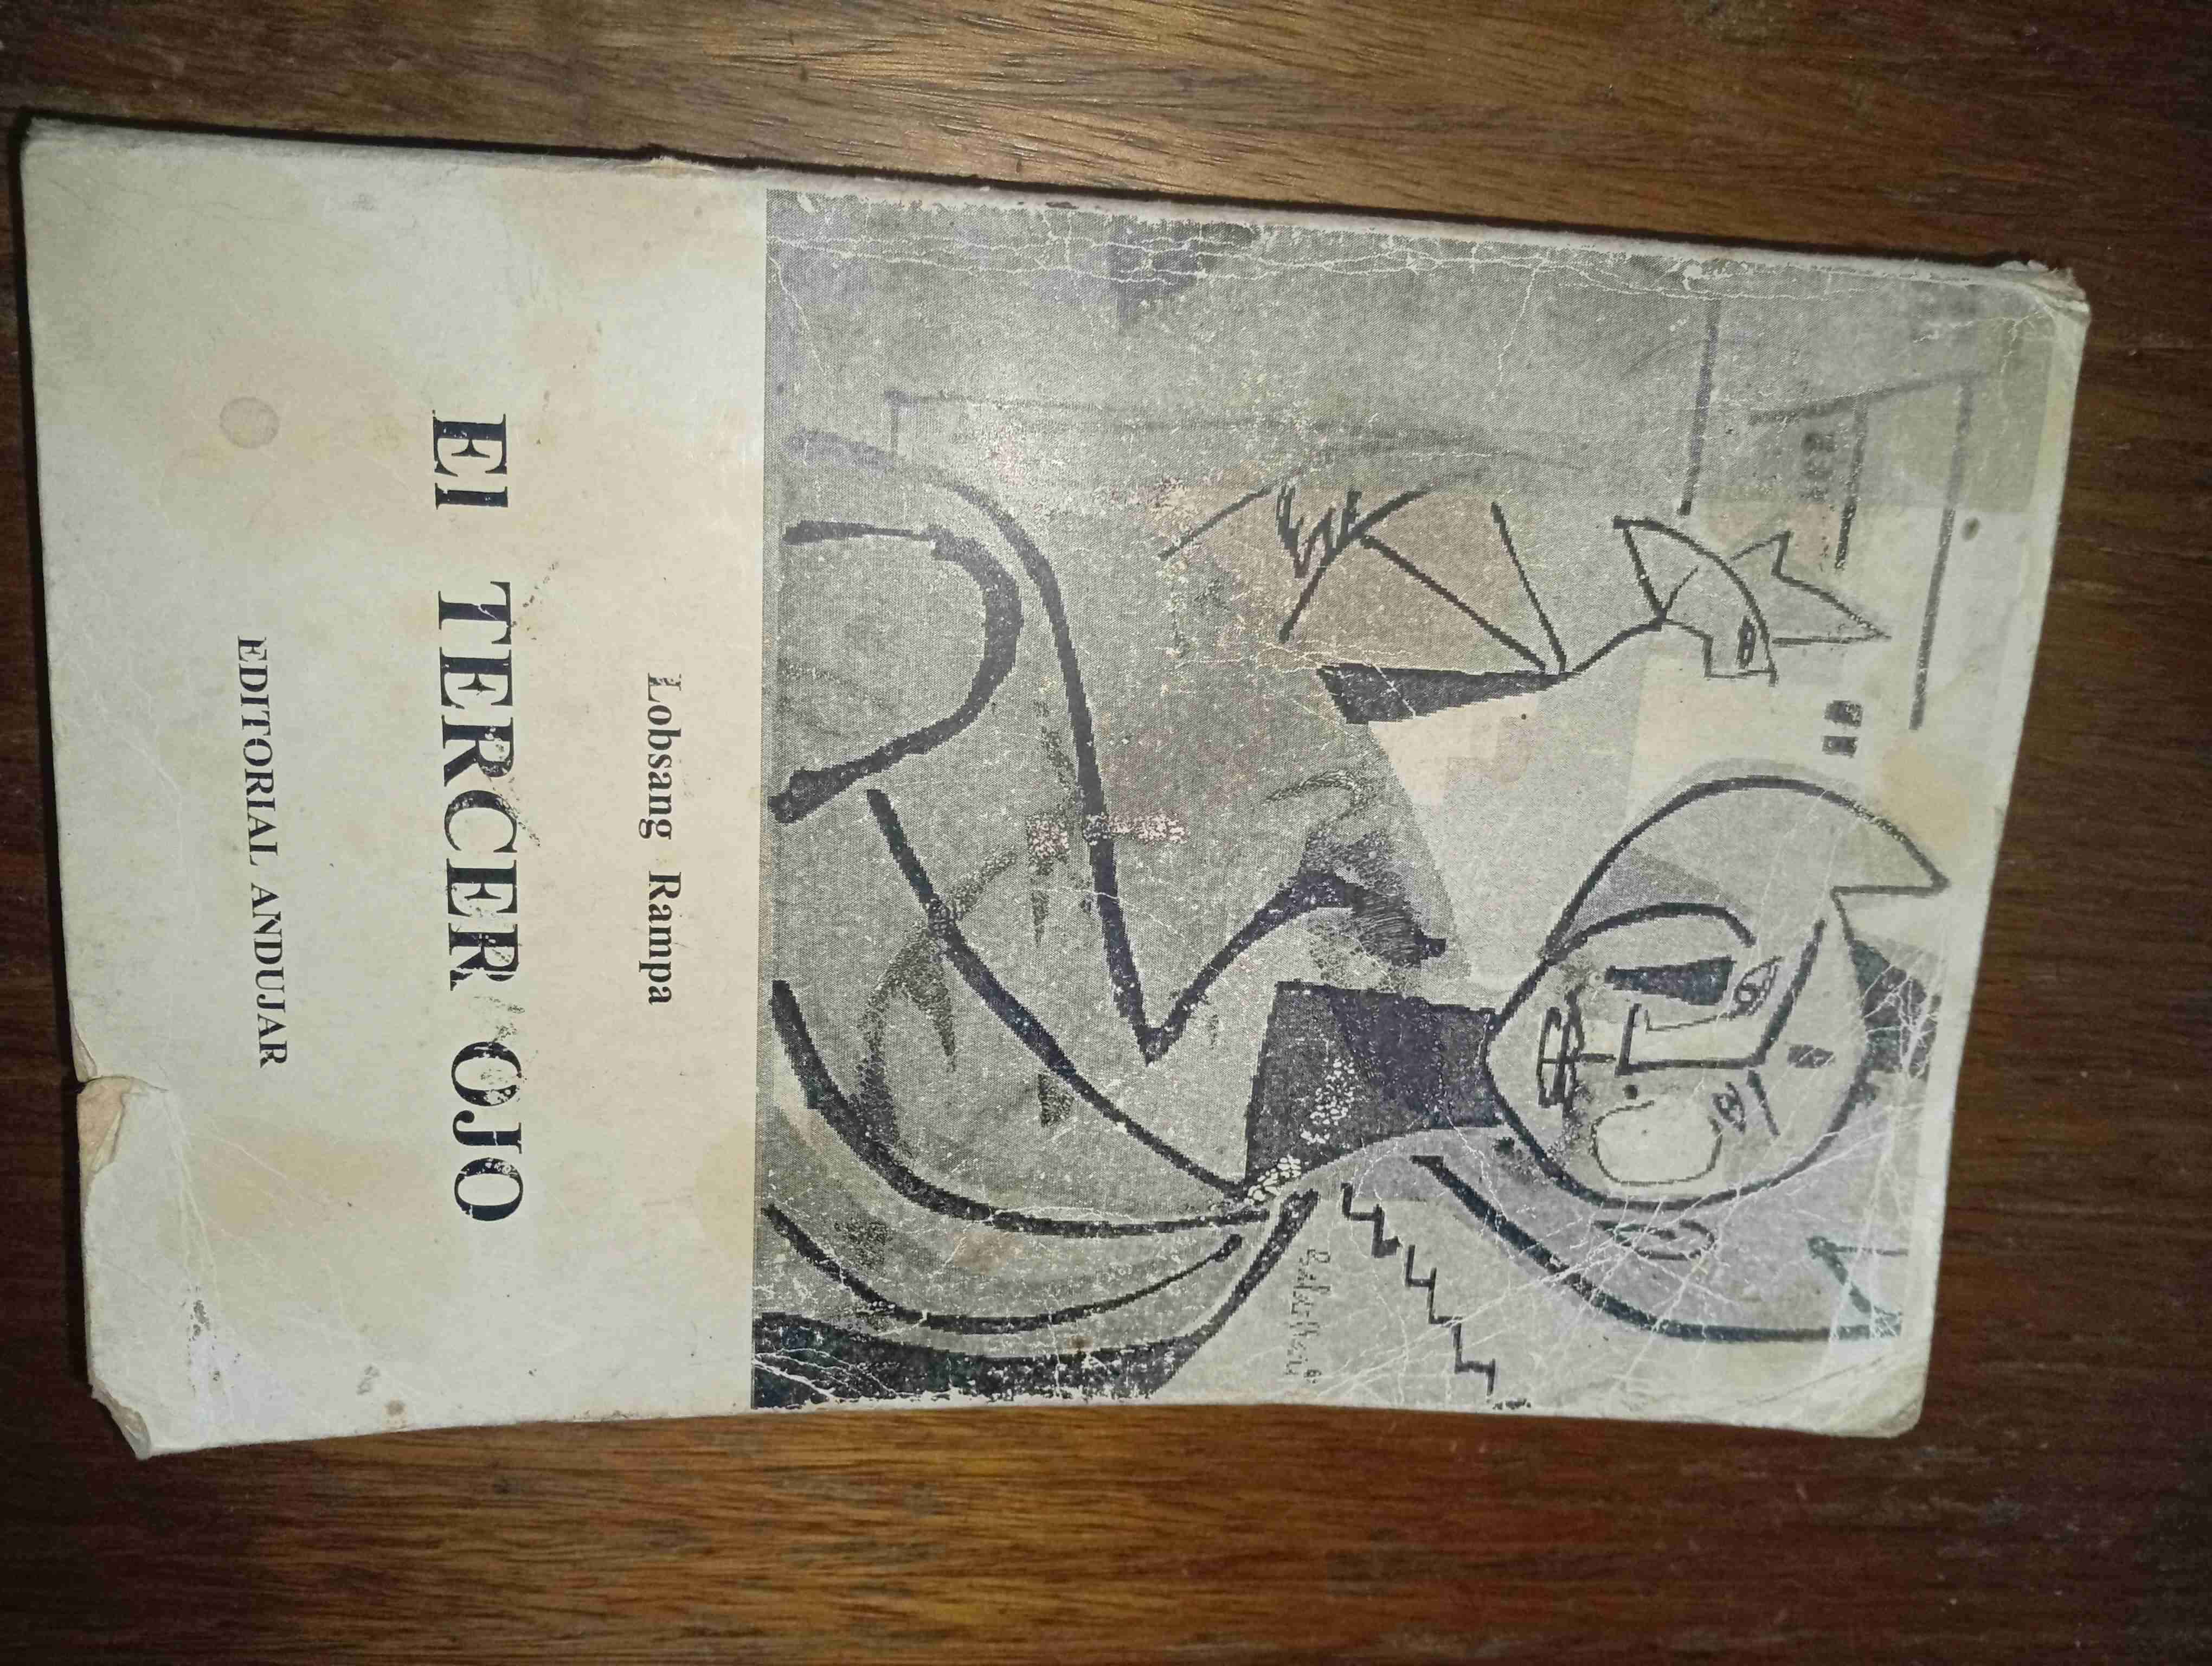 Lobsang Rampa
El TERCER OJO
EDITORIAL ANDUJAR